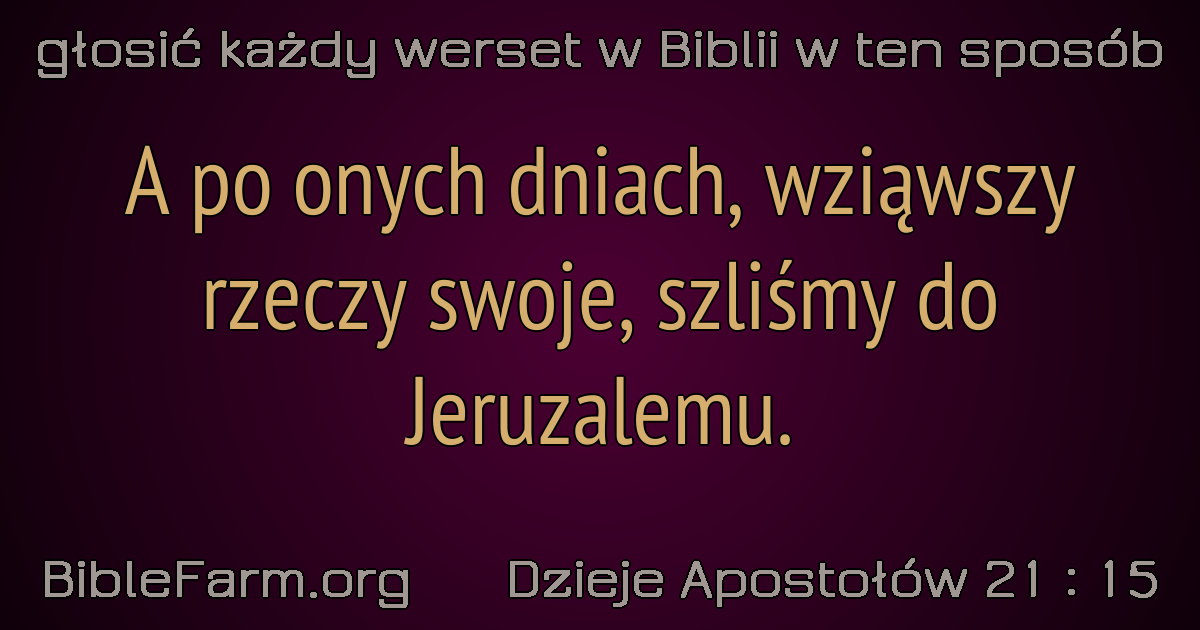 głosić każdy werset w Biblii w ten sposób
A po onych dniach, wziąwszy
rzeczy swoje, szliśmy do
Jeruzalemu.
BibleFarm.org
Dzieje Apostołów 21 : 15